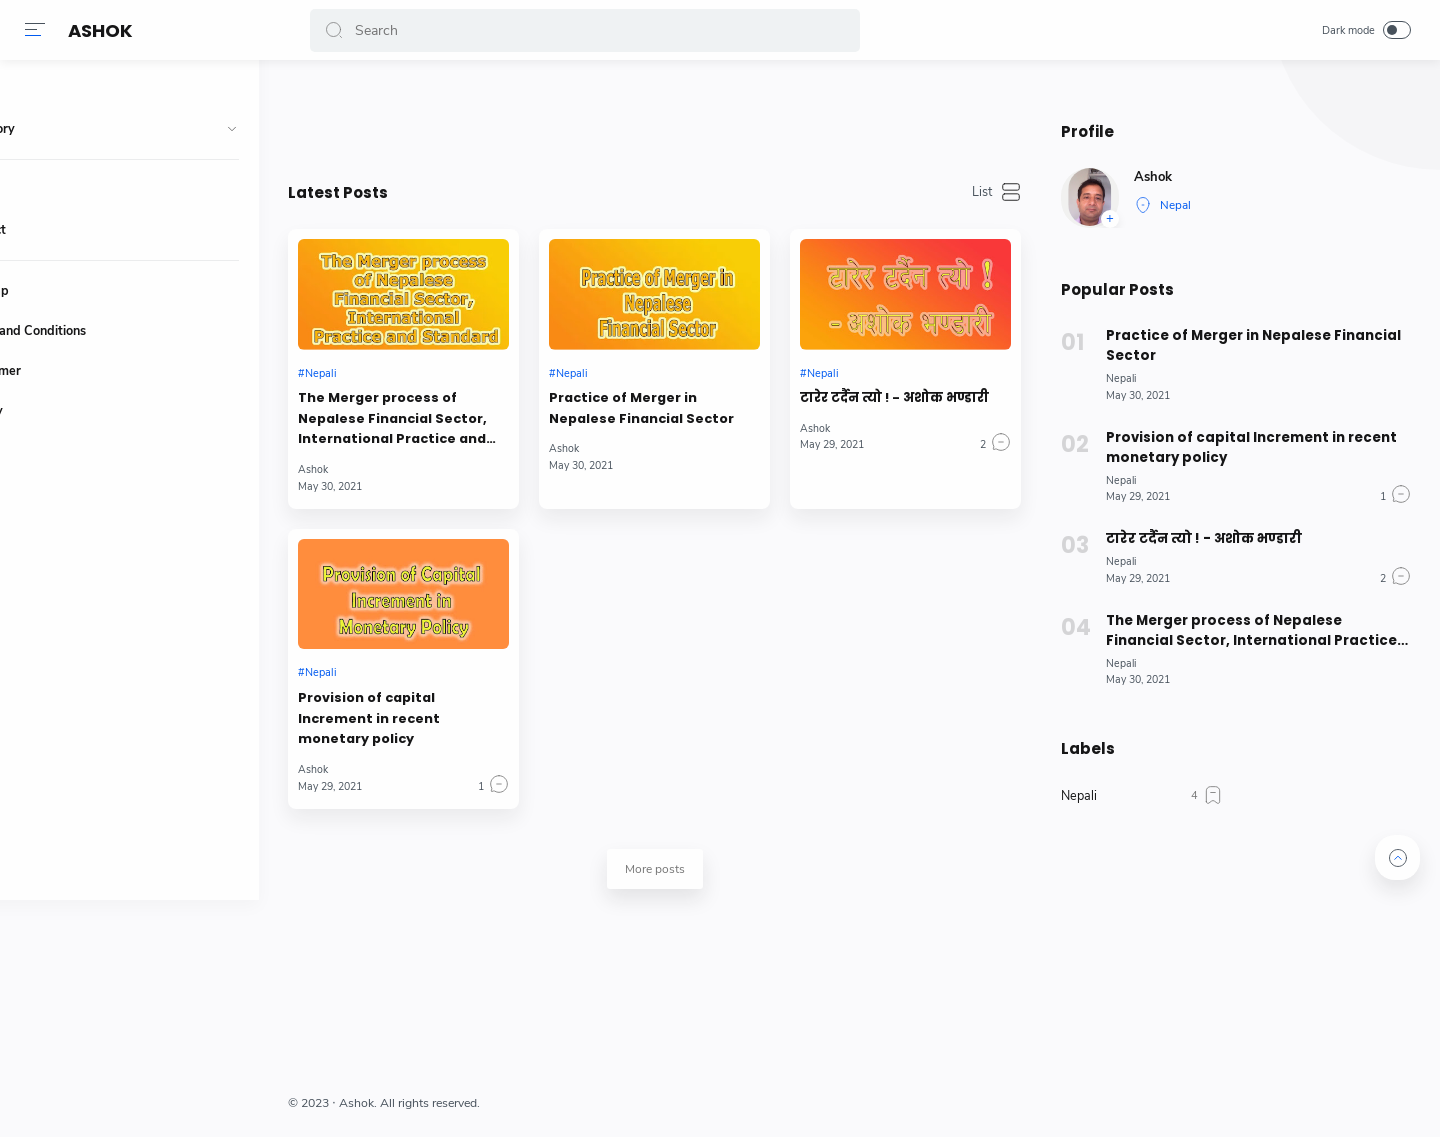 ASHOK
Search
Dark mode
ory
ct
p
and Conditions
mer
y
Latest Posts
List
The Merger process
of Nepalese
Financial Sector,
International
Practice and Standard
#Nepali
The Merger process of
Nepalese Financial Sector,
International Practice and...
Ashok
May 30, 2021
Practice of Merger in
Nepalese
Financial Sector
#Nepali
Practice of Merger in
Nepalese Financial Sector
Ashok
May 30, 2021
टारेर टर्दैन त्यो !
- अशोक भण्डारी
#Nepali
टारेर टर्दैन त्यो ! - अशोक भण्डारी
Ashok
May 29, 2021
2
Provision of Capital
Increment in
Monetary Policy
#Nepali
Provision of capital
Increment in recent
monetary policy
Ashok
May 29, 2021
1
More posts
Profile
Ashok
+
Nepal
Popular Posts
01
Practice of Merger in Nepalese Financial
Sector
Nepali
May 30, 2021
02
Provision of capital Increment in recent
monetary policy
Nepali
May 29, 2021
1
03
टारेर टर्दैन त्यो ! - अशोक भण्डारी
Nepali
May 29, 2021
2
04
The Merger process of Nepalese
Financial Sector, International Practice...
Nepali
May 30, 2021
Labels
Nepali
4
© 2023 · Ashok. All rights reserved.